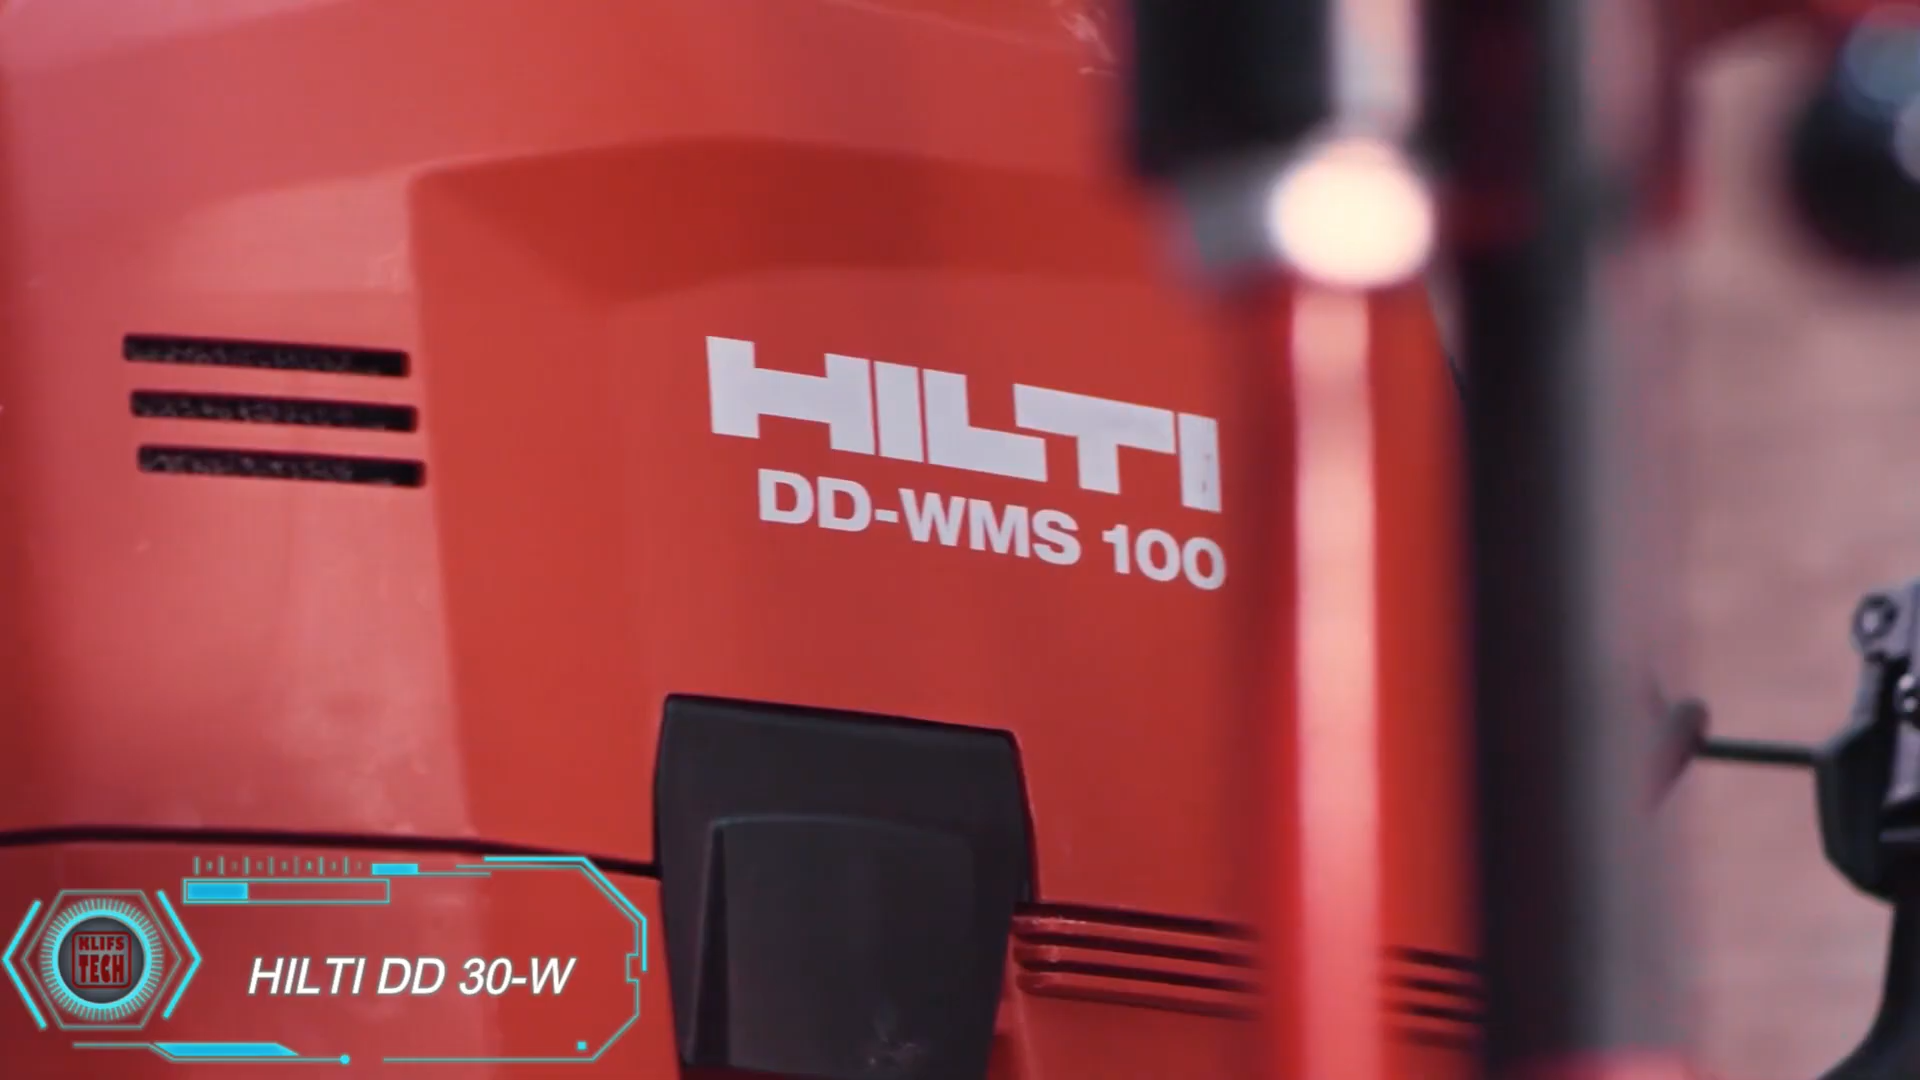 HILTI
DD-WMS 100
KLIFS
TECH
HILTI DD 30-W